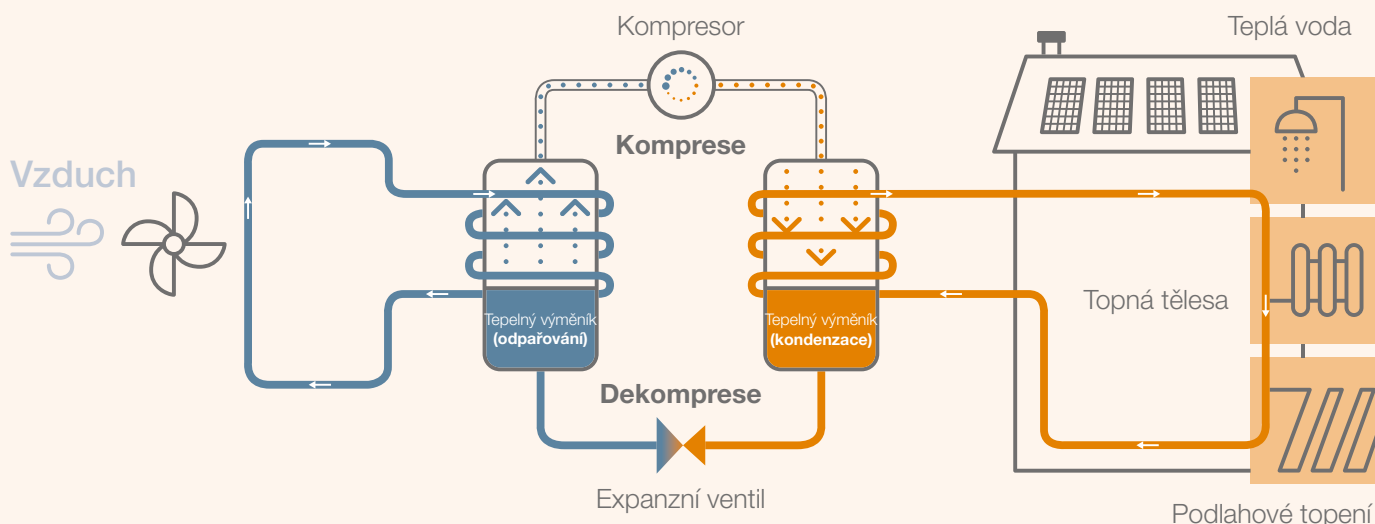 Kompresor
Teplá voda
Komprese
Vzduch
Topná tělesa
Tepelný výměník
(odpařování)
Tepelný výměník
(kondenzace)
Dekomprese
Expanzní ventil
Podlahové topení